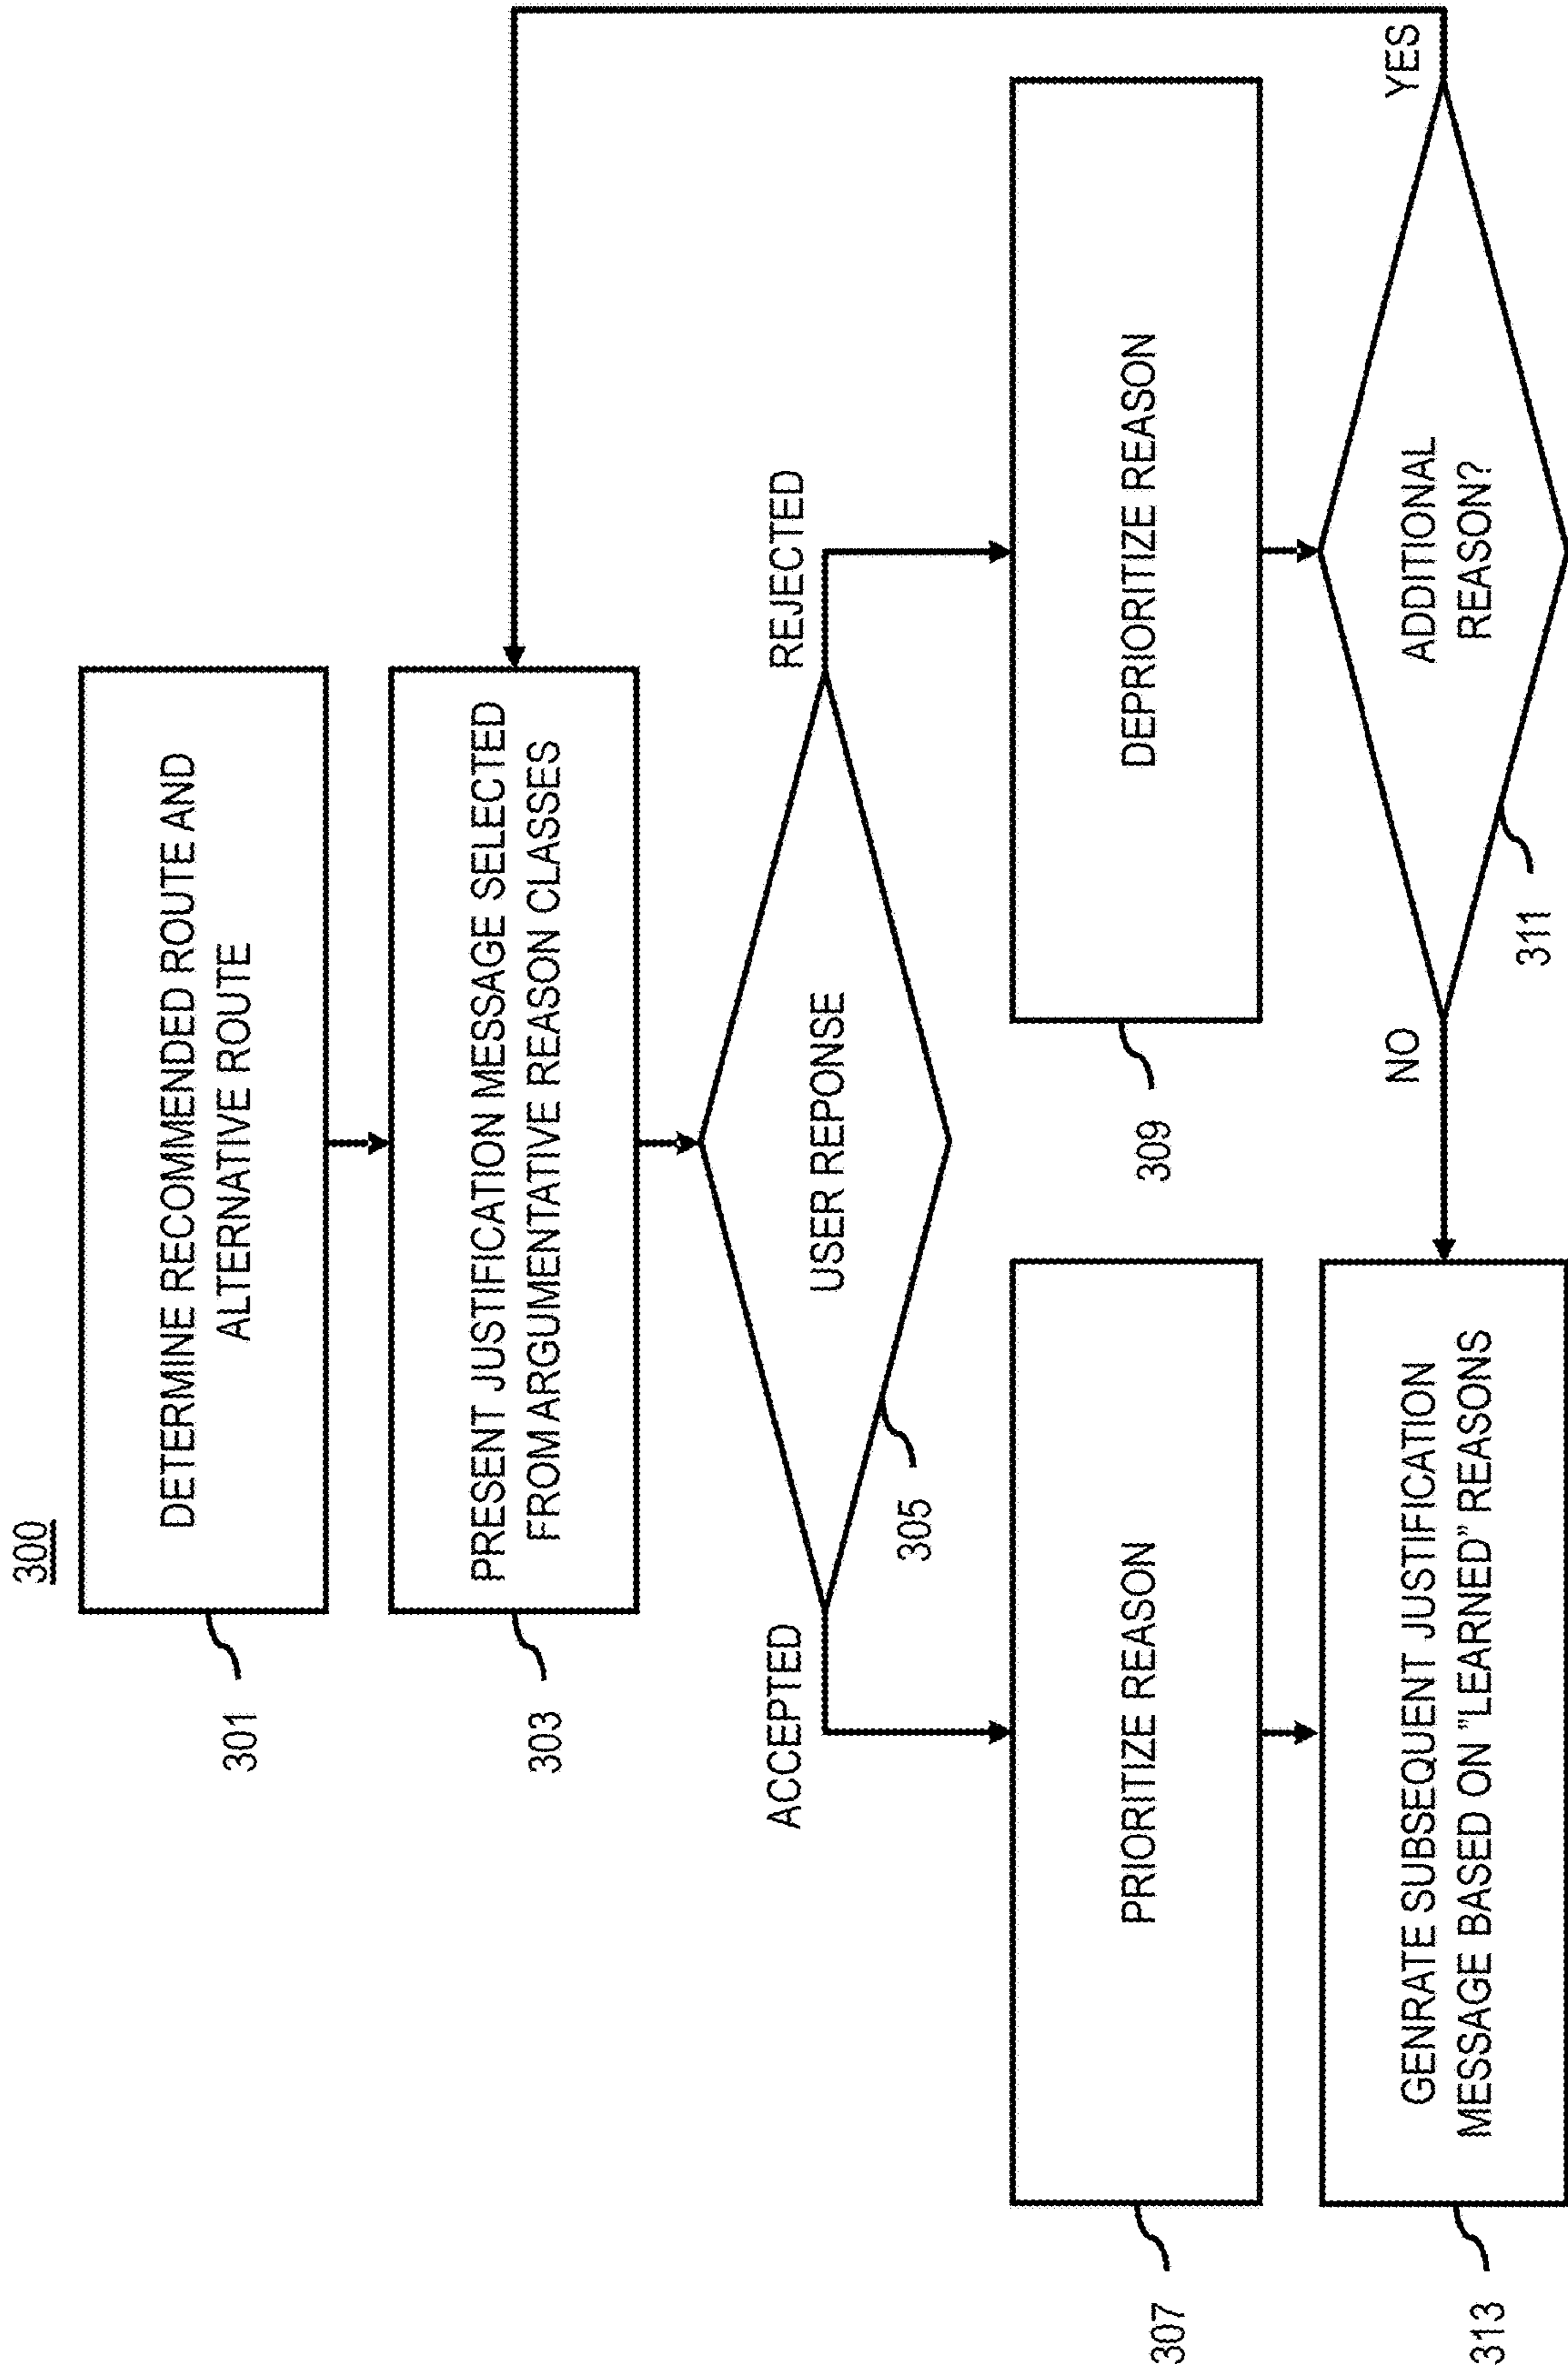 300
DETERMINE RECOMMENDED ROUTE AND
ALTERNATIVE ROUTE
301
PRESENT JUSTIFICATION MESSAGE SELECTED
FROM ARGUMENTATIVE REASON CLASSES
303
USER REPONSE
305
ACCEPTED
REJECTED
PRIORITIZE REASON
307
DEPRIORITIZE REASON
309
ADDITIONAL
REASON?
311
YES
NO
GENRATE SUBSEQUENT JUSTIFICATION
MESSAGE BASED ON "LEARNED" REASONS
313